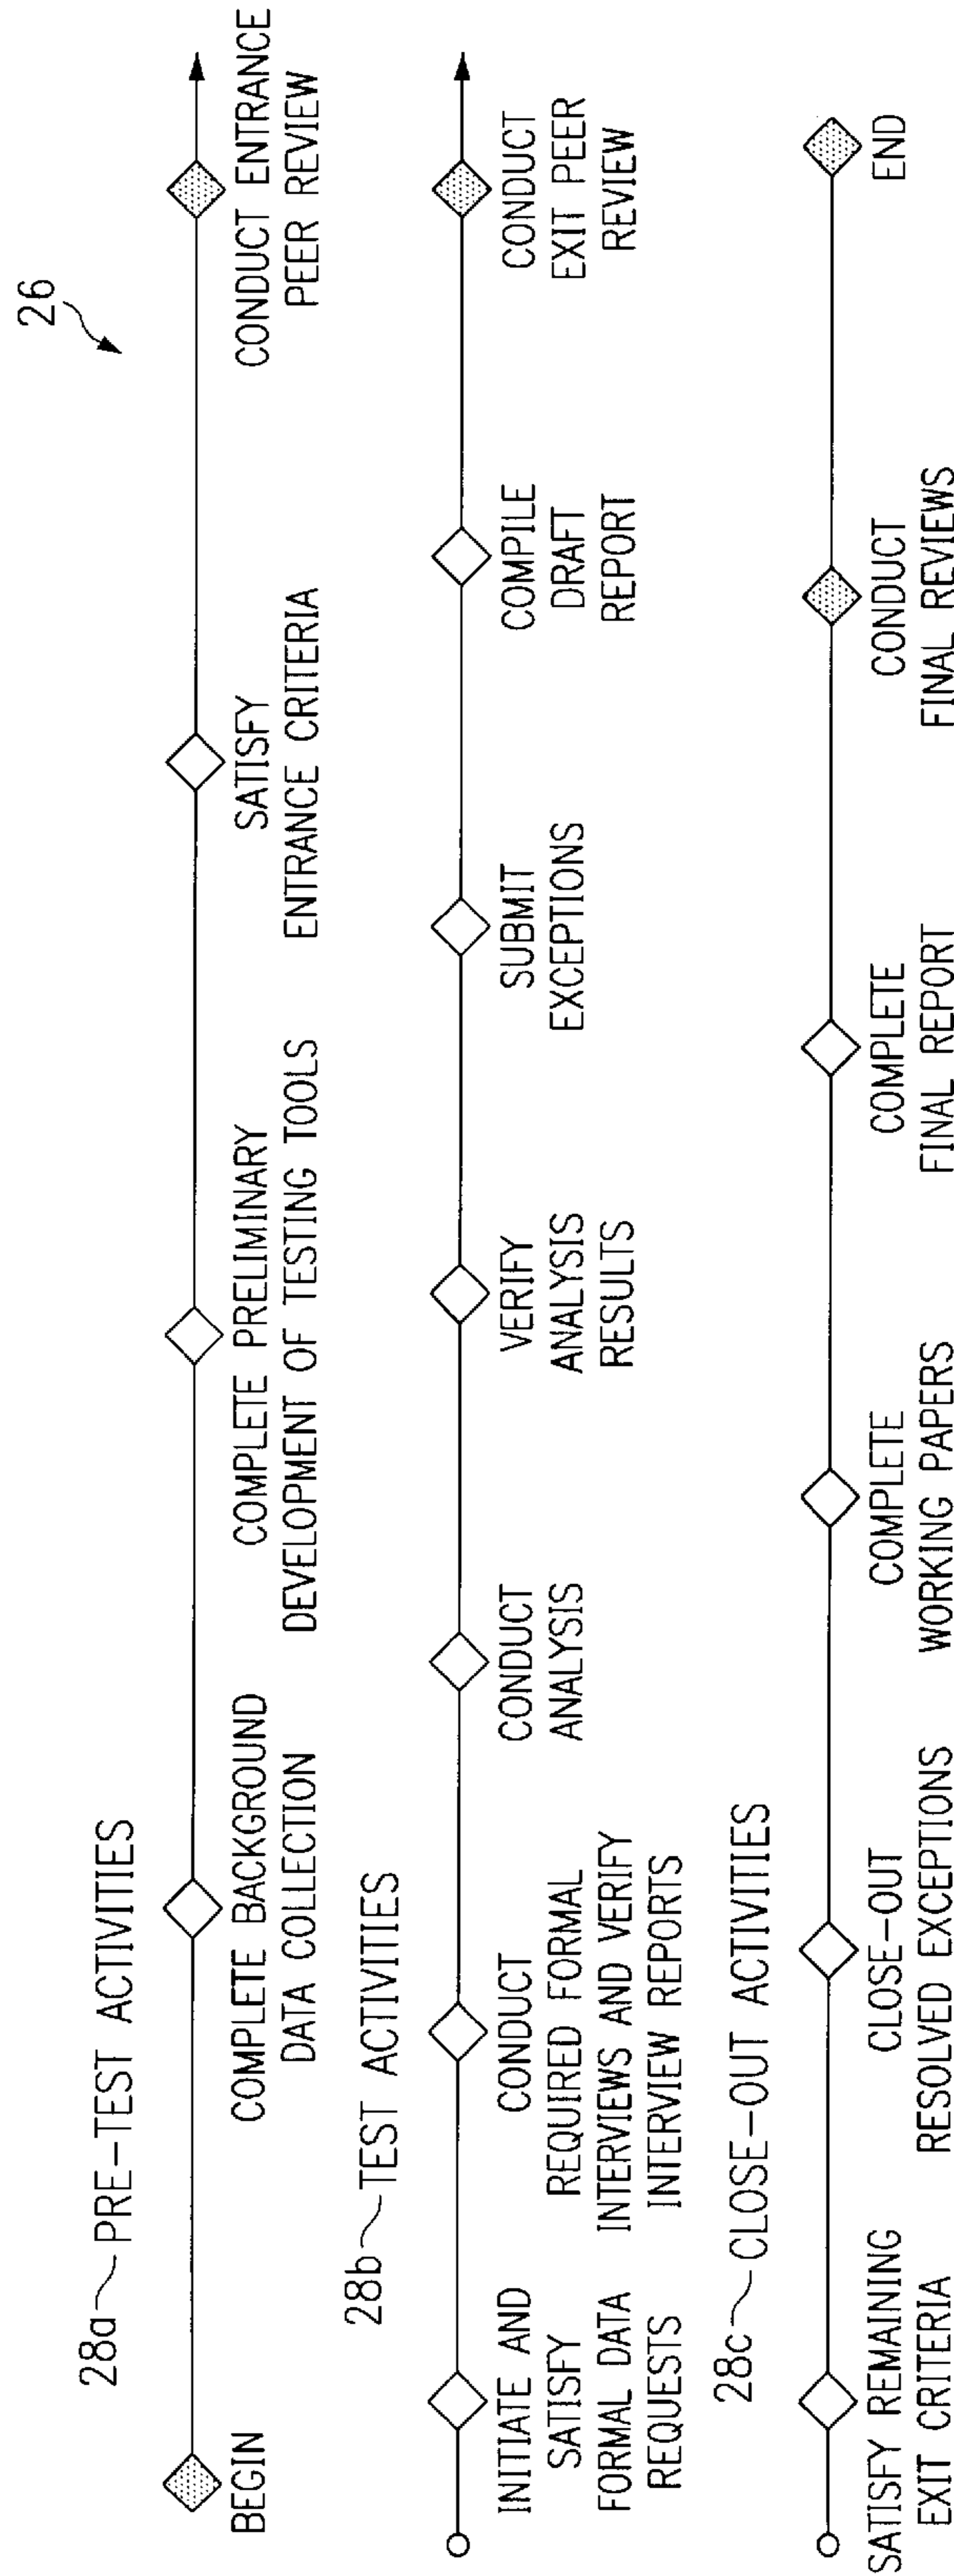 26
28a PRE-TEST ACTIVITIES
BEGIN
COMPLETE BACKGROUND
DATA COLLECTION
COMPLETE PRELIMINARY
DEVELOPMENT OF TESTING TOOLS
SATISFY
ENTRANCE CRITERIA
CONDUCT ENTRANCE
PEER REVIEW
28b TEST ACTIVITIES
INITIATE AND
SATISFY
FORMAL DATA
REQUESTS
CONDUCT
REQUIRED FORMAL
INTERVIEWS AND VERIFY
INTERVIEW REPORTS
CONDUCT
ANALYSIS
VERIFY
ANALYSIS
RESULTS
SUBMIT
EXCEPTIONS
COMPILE
DRAFT
REPORT
CONDUCT
EXIT PEER
REVIEW
28c CLOSE-OUT ACTIVITIES
SATISFY REMAINING
EXIT CRITERIA
CLOSE-OUT
RESOLVED EXCEPTIONS
COMPLETE
WORKING PAPERS
COMPLETE
FINAL REPORT
CONDUCT
FINAL REVIEWS
END